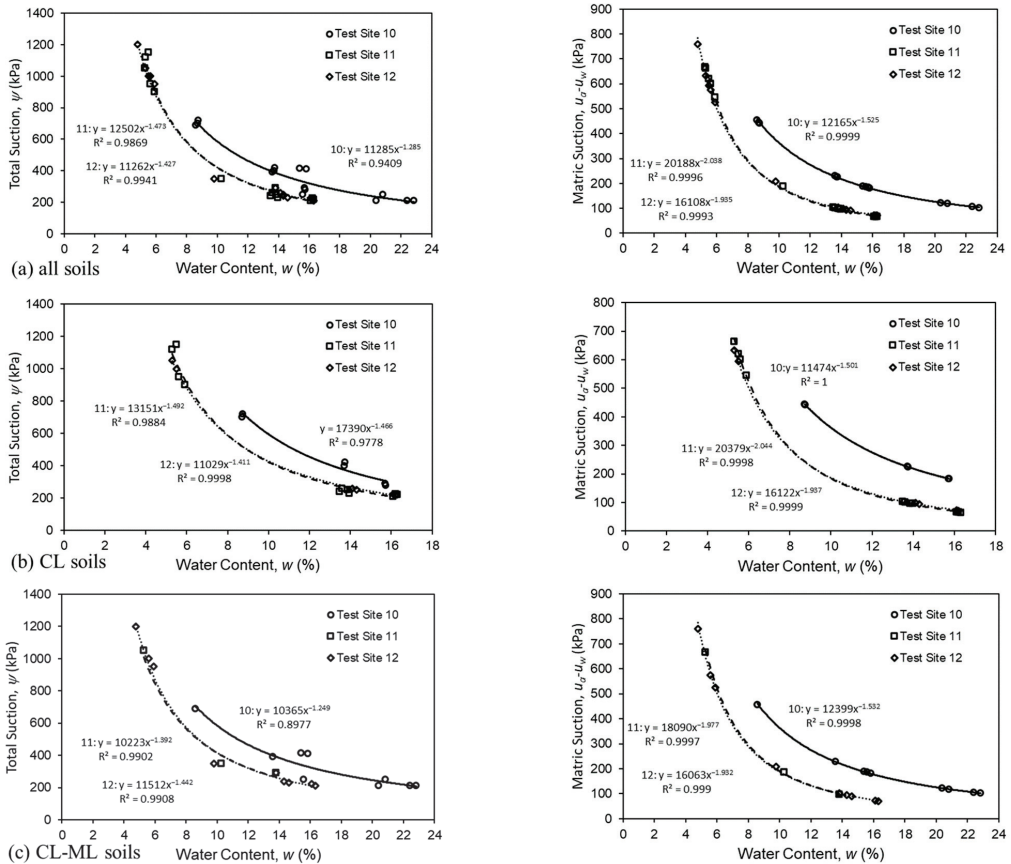 1400
1200
1000
800
600
400
200
0
Total Suction, ψ (kPa)
Test Site 10
Test Site 11
Test Site 12
11: y = 12502x^−1.473
R² = 0.9869
12: y = 11262x^−1.427
R² = 0.9941
10: y = 11285x^−1.285
R² = 0.9409
0 2 4 6 8 10 12 14 16 18 20 22 24
Water Content, w (%)
(a) all soils
900
800
700
600
500
400
300
200
100
0
Matric Suction, ua-uw (kPa)
Test Site 10
Test Site 11
Test Site 12
10: y = 12165x^−1.525
R² = 0.9999
11: y = 20188x^−2.038
R² = 0.9996
12: y = 16108x^−1.935
R² = 0.9993
0 2 4 6 8 10 12 14 16 18 20 22 24
Water Content, w (%)
1400
1200
1000
800
600
400
200
0
Total Suction, ψ (kPa)
Test Site 10
Test Site 11
Test Site 12
11: y = 13151x^−1.492
R² = 0.9884
y = 17390x^−1.466
R² = 0.9778
12: y = 11029x^−1.411
R² = 0.9998
0 2 4 6 8 10 12 14 16 18
Water Content, w (%)
(b) CL soils
800
700
600
500
400
300
200
100
0
Matric Suction, ua-uw (kPa)
Test Site 10
Test Site 11
Test Site 12
10: y = 11474x^−1.501
R² = 1
11: y = 20379x^−2.044
R² = 0.9998
12: y = 16122x^−1.937
R² = 0.9999
0 2 4 6 8 10 12 14 16 18
Water Content, w (%)
1400
1200
1000
800
600
400
200
0
Total Suction, ψ (kPa)
Test Site 10
Test Site 11
Test Site 12
10: y = 10365x^−1.249
R² = 0.8977
11: y = 10223x^−1.392
R² = 0.9902
12: y = 11512x^−1.442
R² = 0.9908
0 2 4 6 8 10 12 14 16 18 20 22 24
Water Content, w (%)
(c) CL-ML soils
900
800
700
600
500
400
300
200
100
0
Matric Suction, ua-uw (kPa)
Test Site 10
Test Site 11
Test Site 12
10: y = 12399x^−1.532
R² = 0.9998
11: y = 18090x^−1.977
R² = 0.9997
12: y = 16063x^−1.932
R² = 0.999
0 2 4 6 8 10 12 14 16 18 20 22 24
Water Content, w (%)